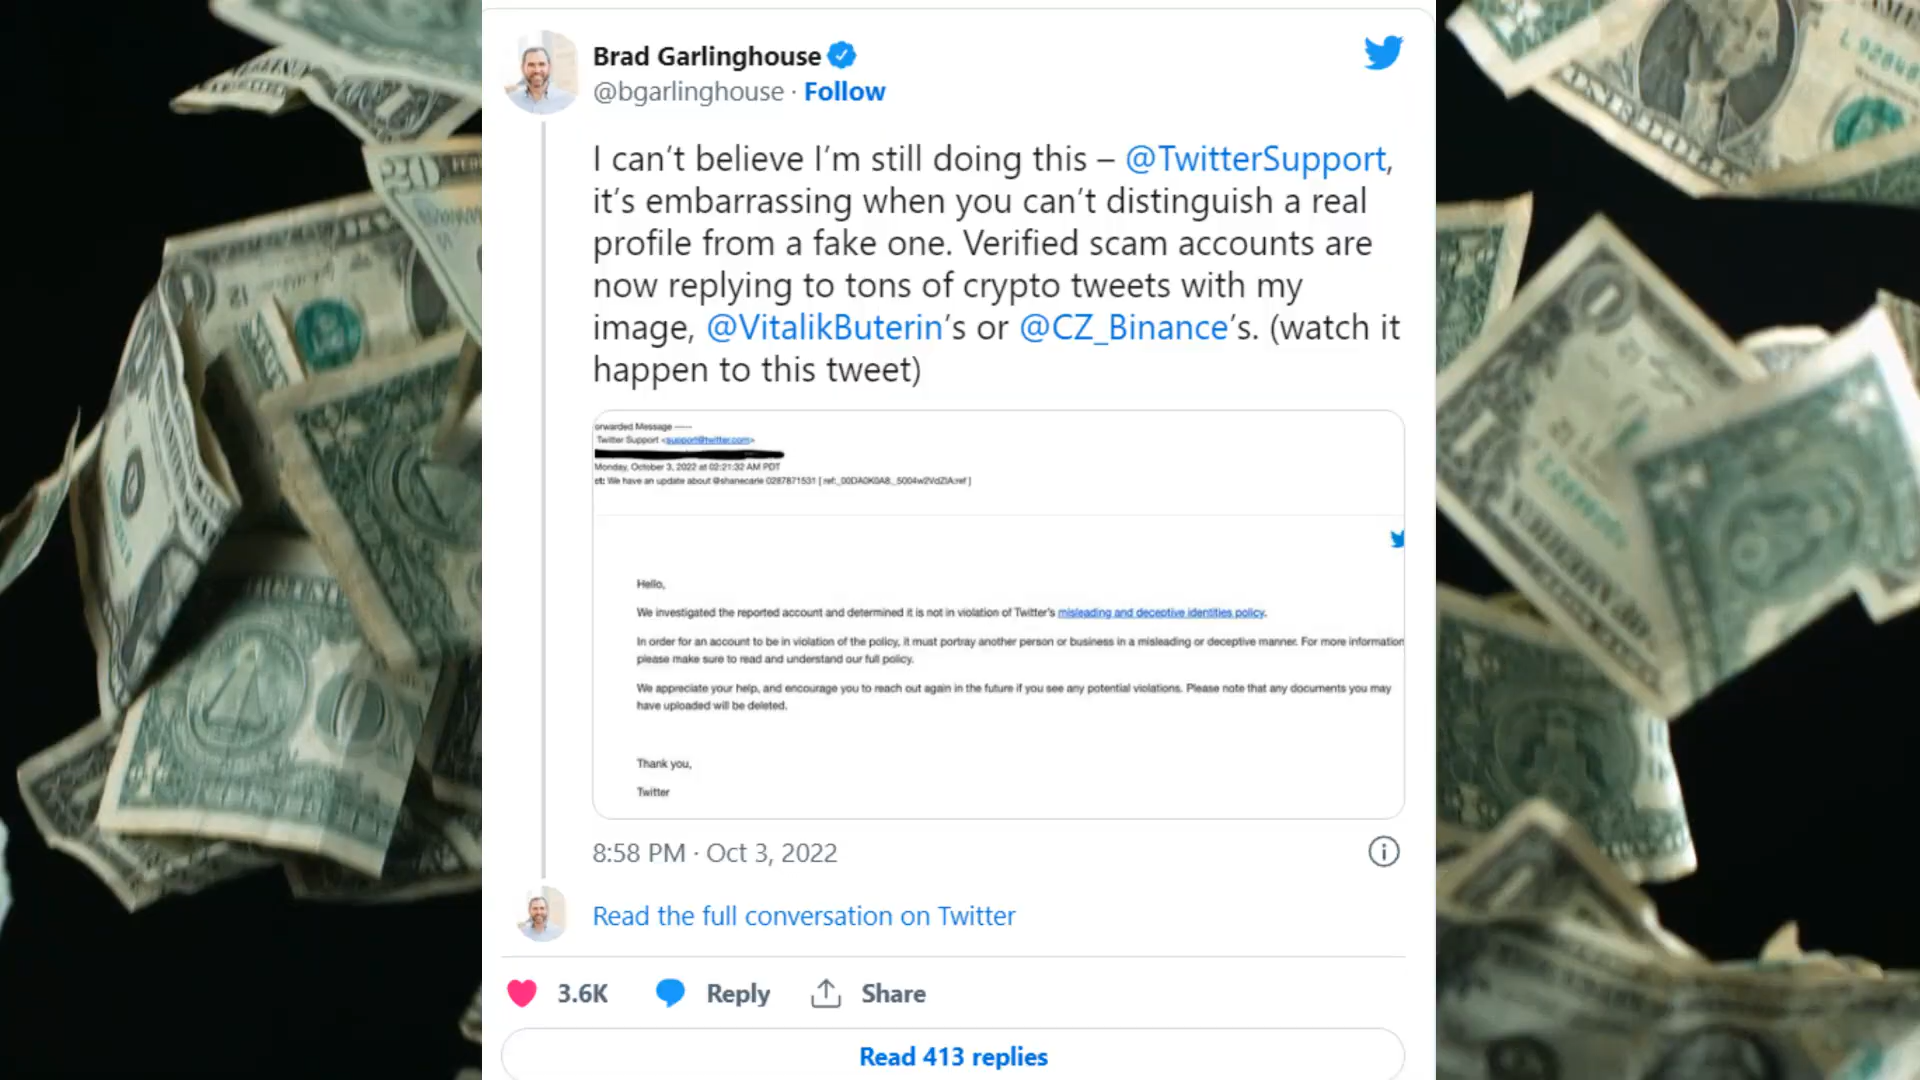 Brad Garlinghouse
@bgarlinghouse · Follow
I can’t believe I’m still doing this – @TwitterSupport,
it’s embarrassing when you can’t distinguish a real
profile from a fake one. Verified scam accounts are
now replying to tons of crypto tweets with my
image, @VitalikButerin’s or @CZ_Binance’s. (watch it
happen to this tweet)
orwarded Message ------
Twitter Support <support@twitter.com>
Monday, October 3, 2022 at 02:21:32 AM PDT
ct: We have an update about @shanecarle 0287871531
Hello,
We investigated the reported account and determined it is not in violation of Twitter's misleading and deceptive identities policy.
In order for an account to be in violation of the policy, it must portray another person or business in a misleading or deceptive manner. For more information
please make sure to read and understand our full policy.
We appreciate your help, and encourage you to reach out again in the future if you see any potential violations. Please note that any documents you may
have uploaded will be deleted.
Thank you,
Twitter
8:58 PM · Oct 3, 2022
Read the full conversation on Twitter
3.6K Reply Share
Read 413 replies
ONE DOLL
20